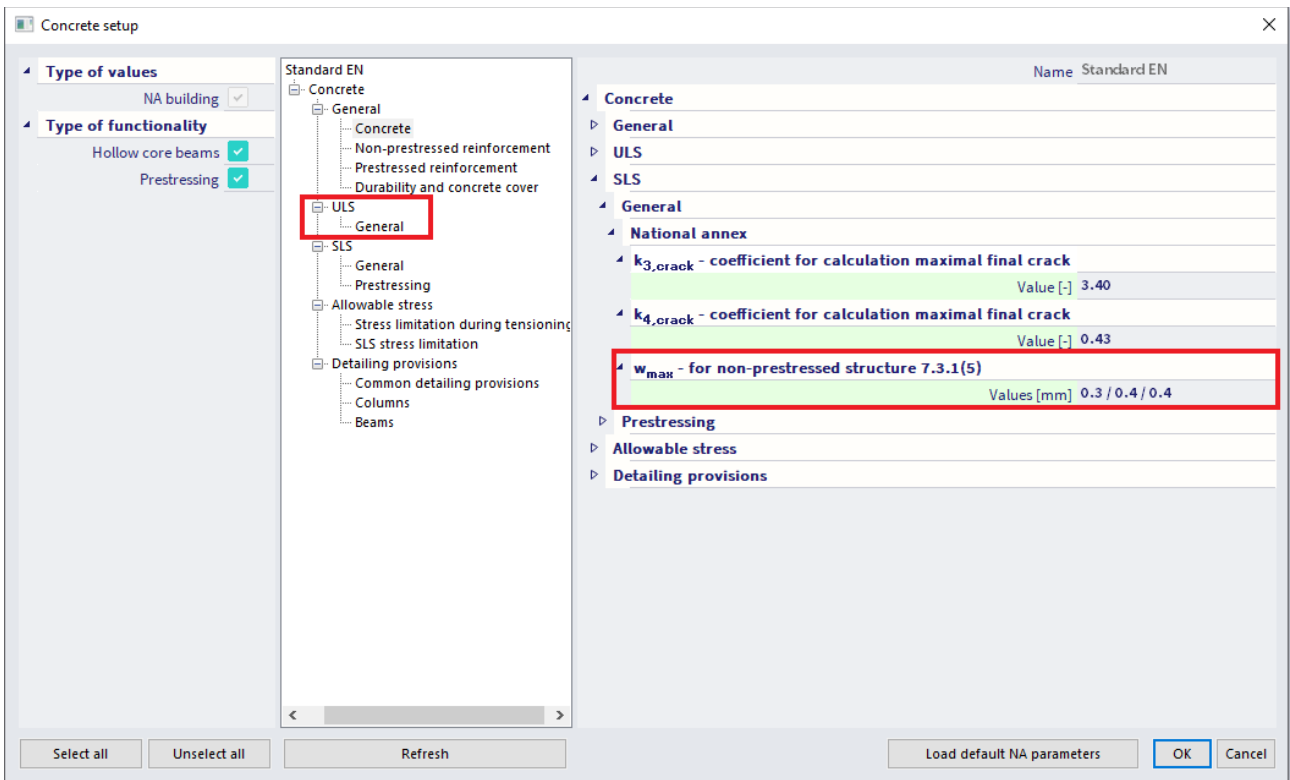 Concrete setup
Type of values
NA building
Type of functionality
Hollow core beams
Prestressing
Standard EN
Concrete
General
Concrete
Non-prestressed reinforcement
Prestressed reinforcement
Durability and concrete cover
ULS
General
SLS
General
Prestressing
Allowable stress
Stress limitation during tensioning
SLS stress limitation
Detailing provisions
Common detailing provisions
Columns
Beams
Name Standard EN
Concrete
General
ULS
SLS
General
National annex
k3,crack - coefficient for calculation maximal final crack
Value [-] 3.40
k4,crack - coefficient for calculation maximal final crack
Value [-] 0.43
wmax - for non-prestressed structure 7.3.1(5)
Values [mm] 0.3 / 0.4 / 0.4
Prestressing
Allowable stress
Detailing provisions
Select all Unselect all Refresh Load default NA parameters OK Cancel